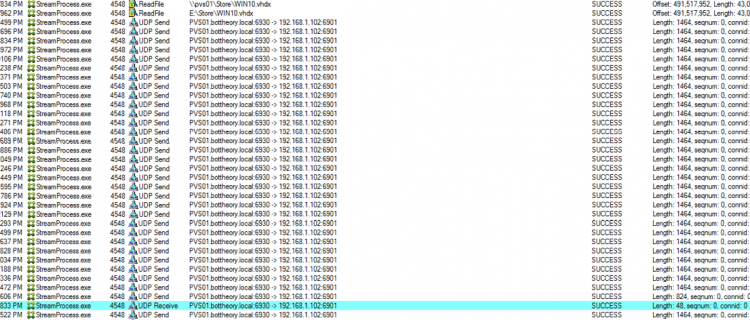 834 PM StreamProcess.exe 4548 ReadFile \\pvs01\Store\WIN10.vhdx SUCCESS Offset: 491,517,952, Length: 43,0
962 PM StreamProcess.exe 4548 ReadFile E:\Store\WIN10.vhdx SUCCESS Offset: 491,517,952, Length: 43,0
499 PM StreamProcess.exe 4548 UDP Send PVS01.bottheory.local:6930 -> 192.168.1.102:6901 SUCCESS Length: 1464, seqnum: 0, connid:
696 PM StreamProcess.exe 4548 UDP Send PVS01.bottheory.local:6930 -> 192.168.1.102:6901 SUCCESS Length: 1464, seqnum: 0, connid:
834 PM StreamProcess.exe 4548 UDP Send PVS01.bottheory.local:6930 -> 192.168.1.102:6901 SUCCESS Length: 1464, seqnum: 0, connid:
972 PM StreamProcess.exe 4548 UDP Send PVS01.bottheory.local:6930 -> 192.168.1.102:6901 SUCCESS Length: 1464, seqnum: 0, connid:
106 PM StreamProcess.exe 4548 UDP Send PVS01.bottheory.local:6930 -> 192.168.1.102:6901 SUCCESS Length: 1464, seqnum: 0, connid:
238 PM StreamProcess.exe 4548 UDP Send PVS01.bottheory.local:6930 -> 192.168.1.102:6901 SUCCESS Length: 1464, seqnum: 0, connid:
371 PM StreamProcess.exe 4548 UDP Send PVS01.bottheory.local:6930 -> 192.168.1.102:6901 SUCCESS Length: 1464, seqnum: 0, connid:
503 PM StreamProcess.exe 4548 UDP Send PVS01.bottheory.local:6930 -> 192.168.1.102:6901 SUCCESS Length: 1464, seqnum: 0, connid:
740 PM StreamProcess.exe 4548 UDP Send PVS01.bottheory.local:6930 -> 192.168.1.102:6901 SUCCESS Length: 1464, seqnum: 0, connid:
968 PM StreamProcess.exe 4548 UDP Send PVS01.bottheory.local:6930 -> 192.168.1.102:6901 SUCCESS Length: 1464, seqnum: 0, connid:
118 PM StreamProcess.exe 4548 UDP Send PVS01.bottheory.local:6930 -> 192.168.1.102:6901 SUCCESS Length: 1464, seqnum: 0, connid:
271 PM StreamProcess.exe 4548 UDP Send PVS01.bottheory.local:6930 -> 192.168.1.102:6901 SUCCESS Length: 1464, seqnum: 0, connid:
406 PM StreamProcess.exe 4548 UDP Send PVS01.bottheory.local:6930 -> 192.168.1.102:6901 SUCCESS Length: 1464, seqnum: 0, connid:
689 PM StreamProcess.exe 4548 UDP Send PVS01.bottheory.local:6930 -> 192.168.1.102:6901 SUCCESS Length: 1464, seqnum: 0, connid:
886 PM StreamProcess.exe 4548 UDP Send PVS01.bottheory.local:6930 -> 192.168.1.102:6901 SUCCESS Length: 1464, seqnum: 0, connid:
049 PM StreamProcess.exe 4548 UDP Send PVS01.bottheory.local:6930 -> 192.168.1.102:6901 SUCCESS Length: 1464, seqnum: 0, connid:
246 PM StreamProcess.exe 4548 UDP Send PVS01.bottheory.local:6930 -> 192.168.1.102:6901 SUCCESS Length: 1464, seqnum: 0, connid:
449 PM StreamProcess.exe 4548 UDP Send PVS01.bottheory.local:6930 -> 192.168.1.102:6901 SUCCESS Length: 1464, seqnum: 0, connid:
595 PM StreamProcess.exe 4548 UDP Send PVS01.bottheory.local:6930 -> 192.168.1.102:6901 SUCCESS Length: 1464, seqnum: 0, connid:
786 PM StreamProcess.exe 4548 UDP Send PVS01.bottheory.local:6930 -> 192.168.1.102:6901 SUCCESS Length: 1464, seqnum: 0, connid:
924 PM StreamProcess.exe 4548 UDP Send PVS01.bottheory.local:6930 -> 192.168.1.102:6901 SUCCESS Length: 1464, seqnum: 0, connid:
129 PM StreamProcess.exe 4548 UDP Send PVS01.bottheory.local:6930 -> 192.168.1.102:6901 SUCCESS Length: 1464, seqnum: 0, connid:
293 PM StreamProcess.exe 4548 UDP Send PVS01.bottheory.local:6930 -> 192.168.1.102:6901 SUCCESS Length: 1464, seqnum: 0, connid:
499 PM StreamProcess.exe 4548 UDP Send PVS01.bottheory.local:6930 -> 192.168.1.102:6901 SUCCESS Length: 1464, seqnum: 0, connid:
637 PM StreamProcess.exe 4548 UDP Send PVS01.bottheory.local:6930 -> 192.168.1.102:6901 SUCCESS Length: 1464, seqnum: 0, connid:
828 PM StreamProcess.exe 4548 UDP Send PVS01.bottheory.local:6930 -> 192.168.1.102:6901 SUCCESS Length: 1464, seqnum: 0, connid:
034 PM StreamProcess.exe 4548 UDP Send PVS01.bottheory.local:6930 -> 192.168.1.102:6901 SUCCESS Length: 1464, seqnum: 0, connid:
188 PM StreamProcess.exe 4548 UDP Send PVS01.bottheory.local:6930 -> 192.168.1.102:6901 SUCCESS Length: 1464, seqnum: 0, connid:
336 PM StreamProcess.exe 4548 UDP Send PVS01.bottheory.local:6930 -> 192.168.1.102:6901 SUCCESS Length: 1464, seqnum: 0, connid:
472 PM StreamProcess.exe 4548 UDP Send PVS01.bottheory.local:6930 -> 192.168.1.102:6901 SUCCESS Length: 1464, seqnum: 0, connid:
606 PM StreamProcess.exe 4548 UDP Send PVS01.bottheory.local:6930 -> 192.168.1.102:6901 SUCCESS Length: 824, seqnum: 0, connid: 0
833 PM StreamProcess.exe 4548 UDP Receive PVS01.bottheory.local:6930 -> 192.168.1.102:6901 SUCCESS Length: 48, seqnum: 0, connid: 0
522 PM StreamProcess.exe 4548 UDP Send PVS01.bottheory.local:6930 -> 192.168.1.102:6901 SUCCESS Length: 1464, seqnum: 0, connid: